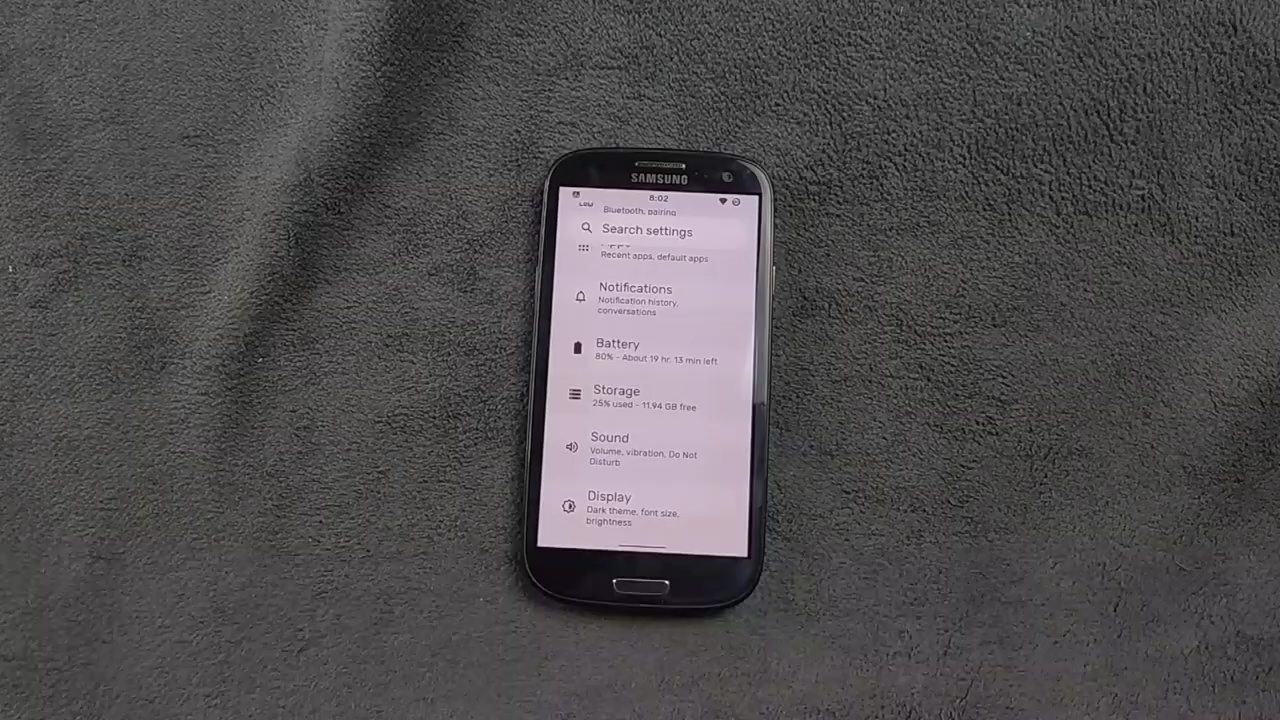 SAMSUNG
8:02
Bluetooth, pairing
Search settings
Recent apps, default apps
Notifications
Notification history,
conversations
Battery
80% - About 19 hr, 13 min left
Storage
25% used - 11.94 GB free
Sound
Volume, vibration, Do Not
Disturb
Display
Dark theme, font size,
brightness